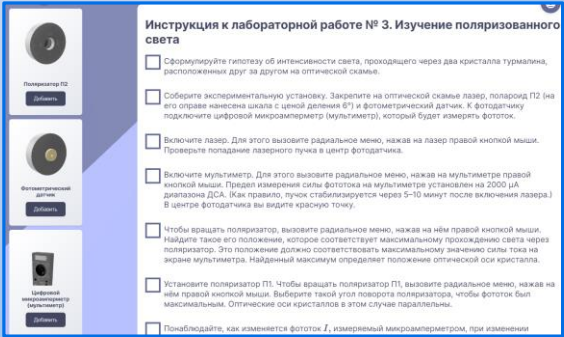 Инструкция к лабораторной работе № 3. Изучение поляризованного
света
Поляризатор П2
Добавить
Фотометрический
датчик
Добавить
Цифровой
микроамперметр
(мультиметр)
Добавить
Сформулируйте гипотезу об интенсивности света, проходящего через два кристалла турмалина,
расположенных друг за другом на оптической скамье.
Соберите экспериментальную установку. Закрепите на оптической скамье лазер, полароид П2 (на
его оправе нанесена шкала с ценой деления 6°) и фотометрический датчик. К фотодатчику
подключите цифровой микроамперметр (мультиметр), который будет измерять фототок.
Включите лазер. Для этого вызовите радиальное меню, нажав на лазер правой кнопкой мыши.
Проверьте попадание лазерного пучка в центр фотодатчика.
Включите мультиметр. Для этого вызовите радиальное меню, нажав на мультиметре правой
кнопкой мыши. Предел измерения силы фототока на мультиметре установлен на 2000 μA
диапазона ДСА. (Как правило, пучок стабилизируется через 5–10 минут после включения лазера.)
В центре фотодатчика вы видите красную точку.
Чтобы вращать поляризатор, вызовите радиальное меню, нажав на нём правой кнопкой мыши.
Найдите такое его положение, которое соответствует максимальному прохождению света через
поляризатор. Это положение должно соответствовать максимальному значению силы тока на
экране мультиметра. Найденный максимум определяет положение оптической оси кристалла.
Установите поляризатор П1. Чтобы вращать поляризатор П1, вызовите радиальное меню, нажав на
нём правой кнопкой мыши. Выберите такой угол поворота поляризатора, чтобы фототок был
максимальным. Оптические оси кристаллов в этом случае параллельны.
Понаблюдайте, как изменяется фототок I, измеряемый микроамперметром, при изменении